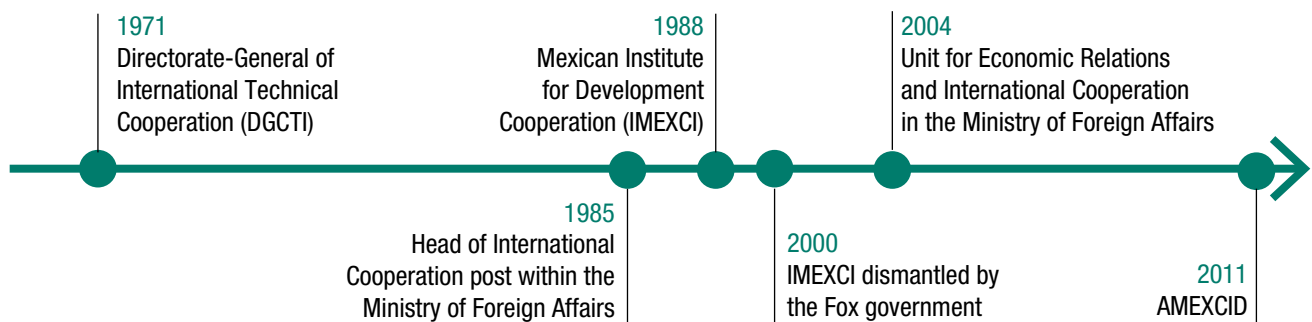 1971
Directorate-General of
International Technical
Cooperation (DGCTI)
1985
Head of International
Cooperation post within the
Ministry of Foreign Affairs
1988
Mexican Institute
for Development
Cooperation (IMEXCI)
2000
IMEXCI dismantled by
the Fox government
2004
Unit for Economic Relations
and International Cooperation
in the Ministry of Foreign Affairs
2011
AMEXCID